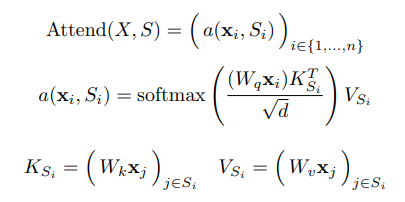 Attend(X, S) = ( a(x_i, S_i) )_{i∈{1,...,n}}
a(x_i, S_i) = softmax ( (W_q x_i) K_{S_i}^T / √d ) V_{S_i}
K_{S_i} = ( W_k x_j )_{j∈S_i} V_{S_i} = ( W_v x_j )_{j∈S_i}